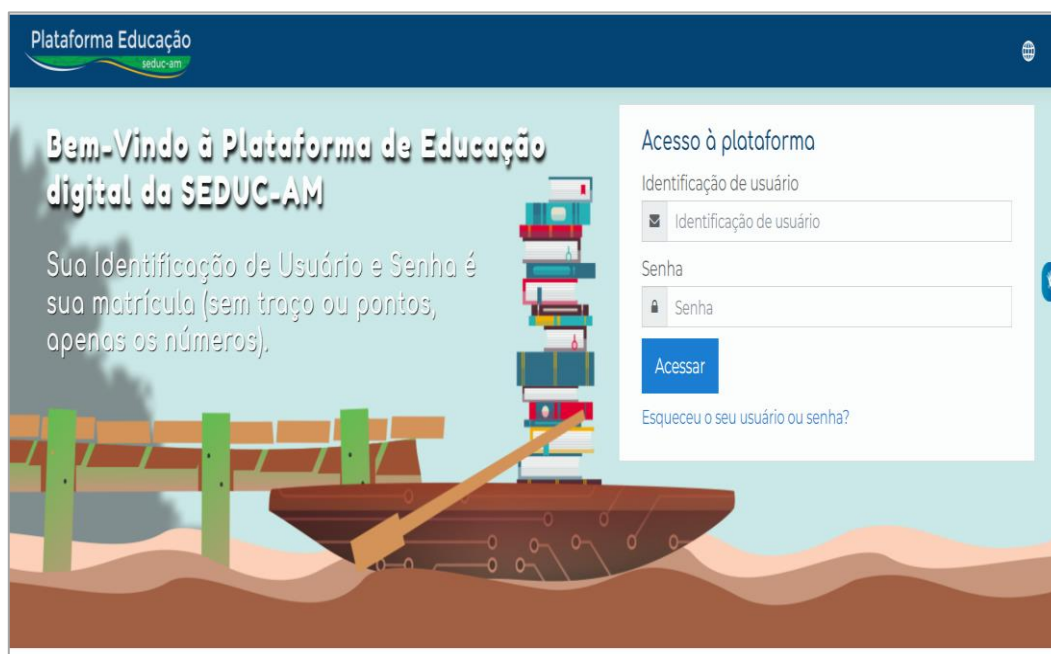 Plataforma Educação
seduc-am
Bem-Vindo à Plataforma de Educação
digital da SEDUC-AM
Sua Identificação de Usuário e Senha é
sua matrícula (sem traço ou pontos,
apenas os números).
Acesso à plataforma
Identificação de usuário
Identificação de usuário
Senha
Senha
Acessar
Esqueceu o seu usuário ou senha?